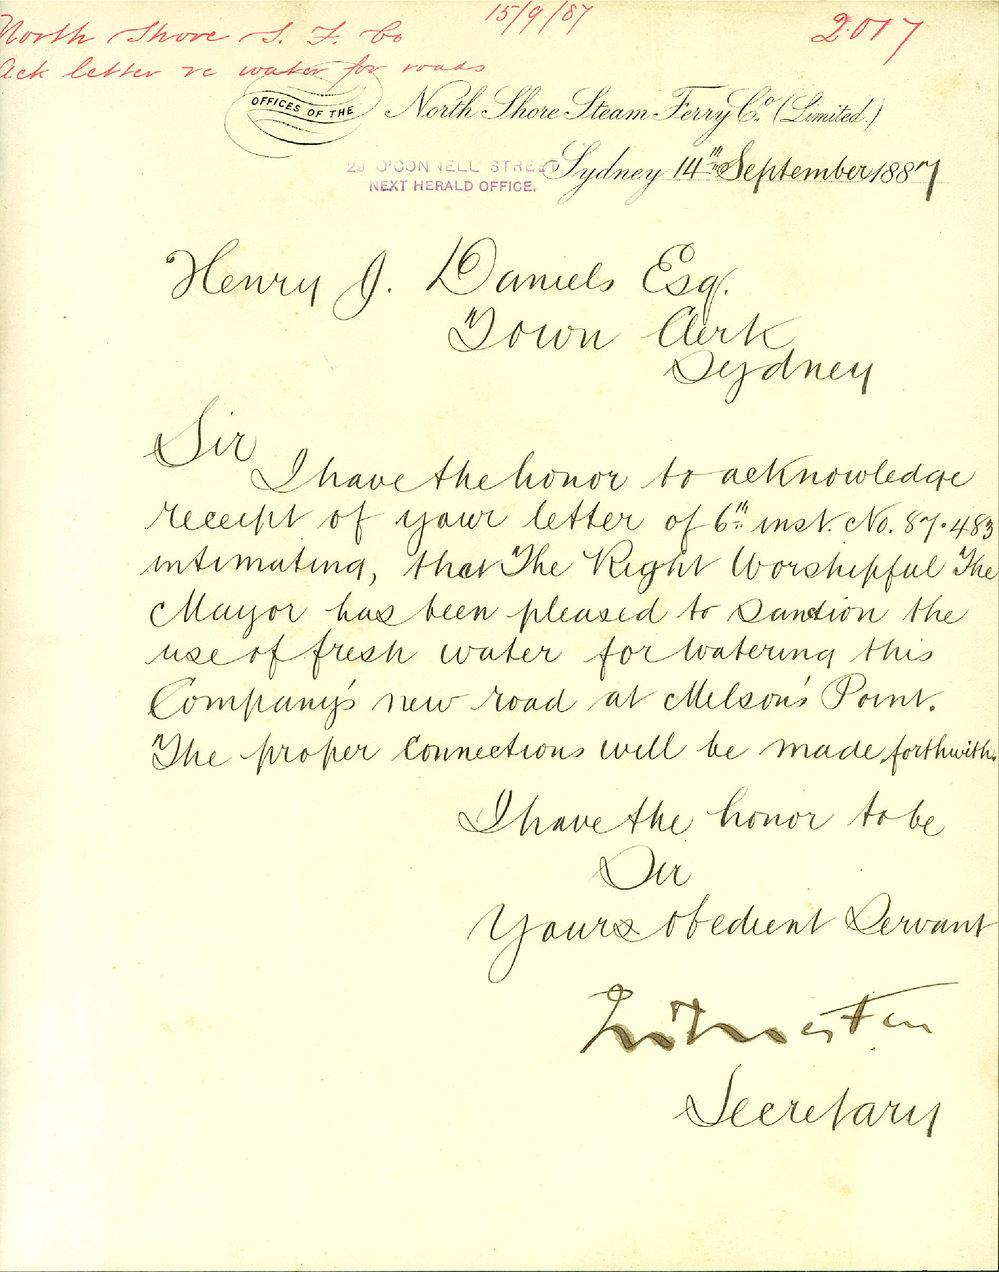 North Shore S. F. Co
15/9/87
2017
Ack letter re water for roads
OFFICES OF THE
North Shore Steam Ferry Co. (Limited.)
29 O'CONNELL STREET
NEXT HERALD OFFICE.
Sydney 14th September 1887
Henry J. Daniels Esq.
Town Clerk
Sydney
Sir
I have the honor to acknowledge
receipt of your letter of 6th inst. No. 87.483
intimating, that The Right Worshipful The
Mayor has been pleased to sanction the
use of fresh water for watering this
Company's new road at Milson's Point.
The proper connections will be made forthwith.
I have the honor to be
Sir
Yours obedient Servant
Secretary